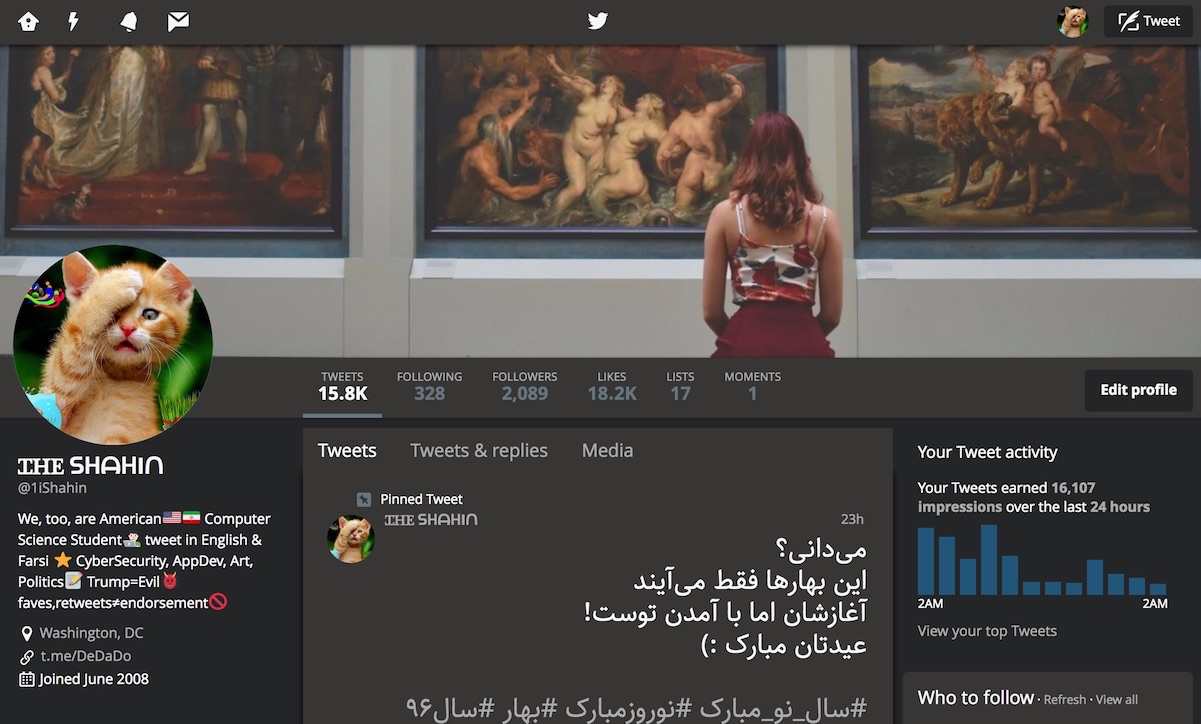 Tweet
TWEETS
15.8K
FOLLOWING
328
FOLLOWERS
2,089
LIKES
18.2K
LISTS
17
MOMENTS
1
Edit profile
THE SHAHIN
@1iShahin
We, too, are American🇺🇸🇮🇷 Computer
Science Student👨🏻‍🔬 tweet in English &
Farsi ⭐ CyberSecurity, AppDev, Art,
Politics📝 Trump=Evil👿
faves,retweets≠endorsement🚫
Washington, DC
t.me/DeDaDo
Joined June 2008
Tweets
Tweets & replies
Media
Pinned Tweet
THE SHAHIN
23h
می‌دانی؟
این بهارها فقط می‌آیند
آغازشان اما با آمدن توست!
عیدتان مبارک :)
#سال_نو_مبارک #نوروزمبارک #بهار #سال۹۶
Your Tweet activity
Your Tweets earned 16,107
impressions over the last 24 hours
2AM
2AM
View your top Tweets
Who to follow · Refresh · View all